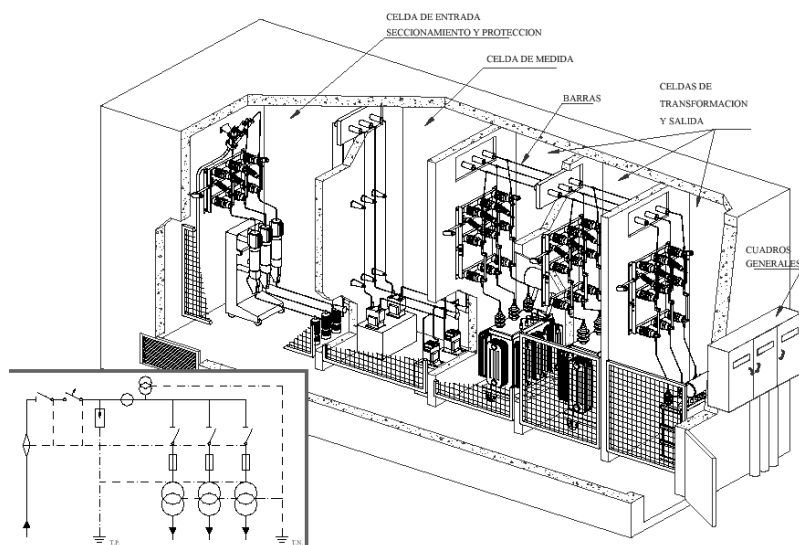 CELDA DE ENTRADA
SECCIONAMIENTO Y PROTECCION
CELDA DE MEDIDA
BARRAS
CELDAS DE
TRANSFORMACION
Y SALIDA
CUADROS
GENERALES
T.P.
T.N.